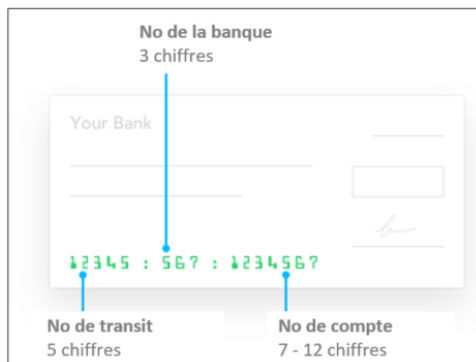 No de la banque
3 chiffres
Your Bank
12345 : 567 : 1234567
No de transit
5 chiffres
No de compte
7 - 12 chiffres